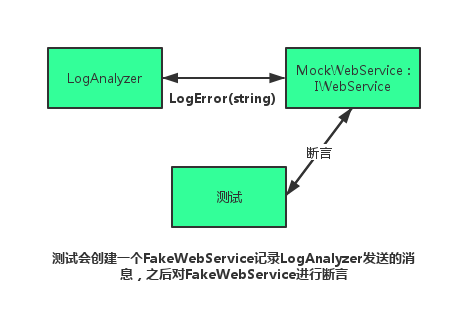 LogAnalyzer
MockWebService：
IWebService
LogError(string)
断言
测试
测试会创建一个FakeWebService记录LogAnalyzer发送的消
息，之后对FakeWebService进行断言